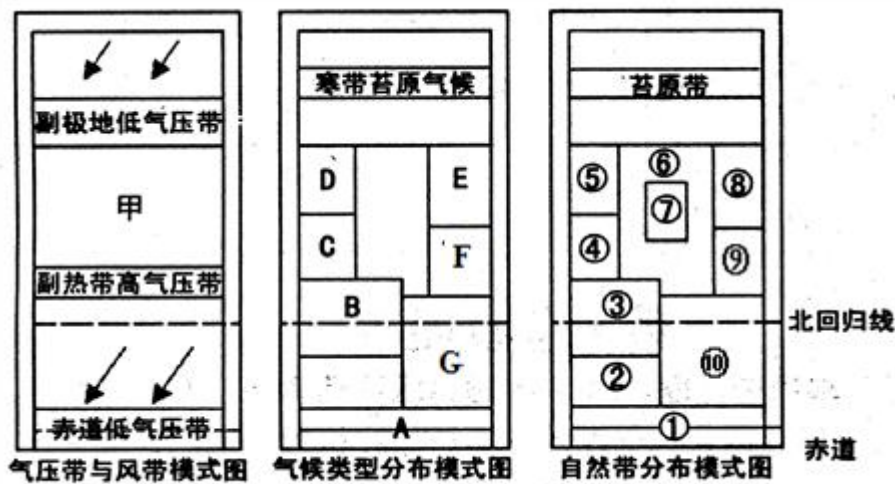 副极地低气压带
甲
副热带高气压带
赤道低气压带
气压带与风带模式图
寒带苔原气候
D
E
C
F
B
G
A
气候类型分布模式图
苔原带
⑥
⑤
⑧
⑦
④
⑨
③
北回归线
②
⑩
①
赤道
自然带分布模式图